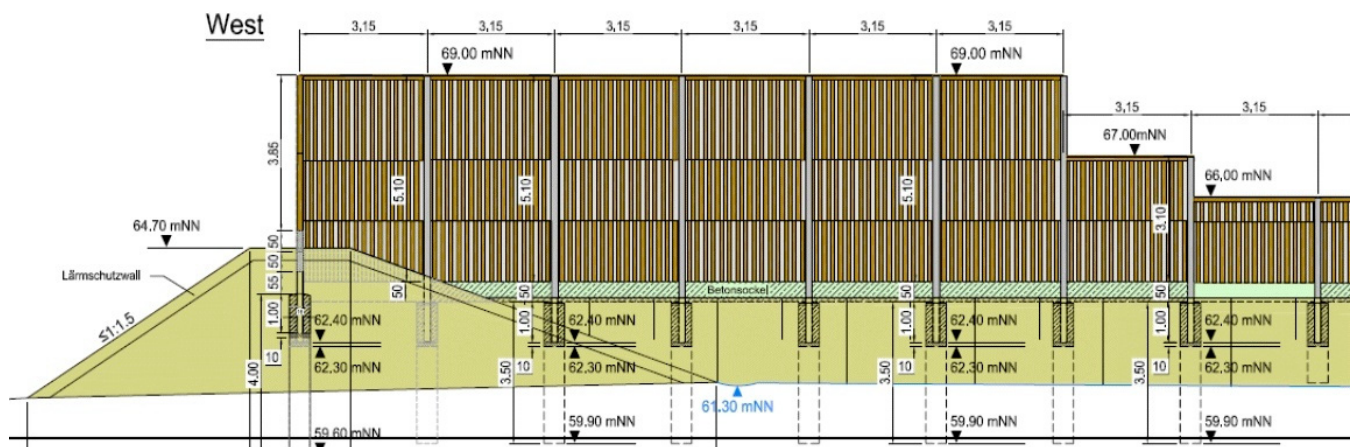 West
3,15 3,15 3,15 3,15 3,15 3,15
69.00 mNN 69.00 mNN
3,15 3,15
67,00mNN
66,00 mNN
3.85 5.10 5.10 5.10 3.10
64.70 mNN
50
50
55
Lärmschutzwall
50 50 50 50
Betonsockel
≤1:1.5
1.00 1.00 1.00 1.00
62.40 mNN 62.40 mNN 62.40 mNN 62.40 mNN
10 10 10 10
62.30 mNN 62.30 mNN 62.30 mNN 62.30 mNN
4.00 3.50 3.50 3.50
61.30 mNN
59.90 mNN 59.90 mNN 59.90 mNN
59.60 mNN